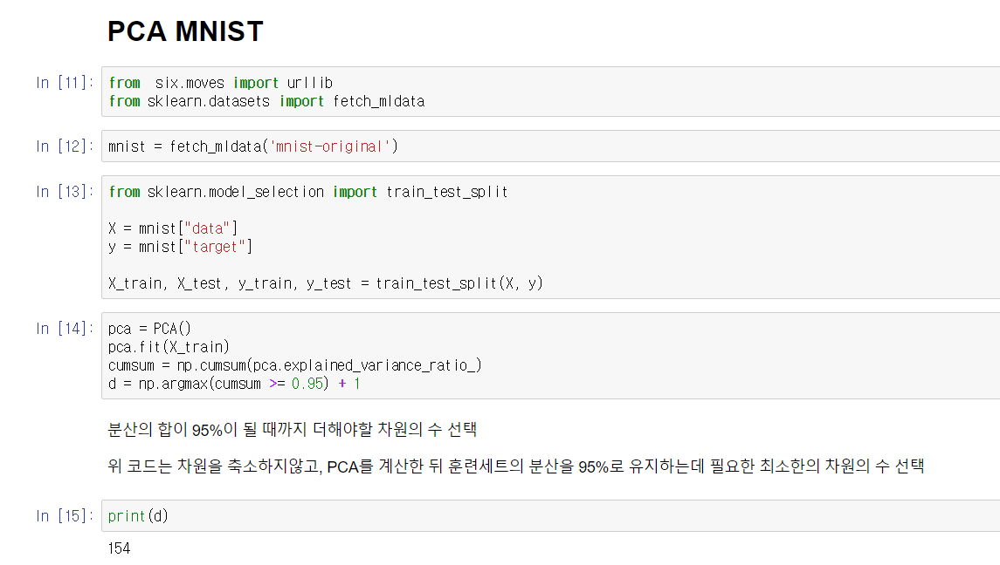 PCA MNIST
In [11]: from  six.moves import urllib
from sklearn.datasets import fetch_mldata
In [12]: mnist = fetch_mldata('mnist-original')
In [13]: from sklearn.model_selection import train_test_split
X = mnist["data"]
y = mnist["target"]
X_train, X_test, y_train, y_test = train_test_split(X, y)
In [14]: pca = PCA()
pca.fit(X_train)
cumsum = np.cumsum(pca.explained_variance_ratio_)
d = np.argmax(cumsum >= 0.95) + 1
분산의 합이 95%이 될 때까지 더해야할 차원의 수 선택
위 코드는 차원을 축소하지않고, PCA를 계산한 뒤 훈련세트의 분산을 95%로 유지하는데 필요한 최소한의 차원의 수 선택
In [15]: print(d)
154